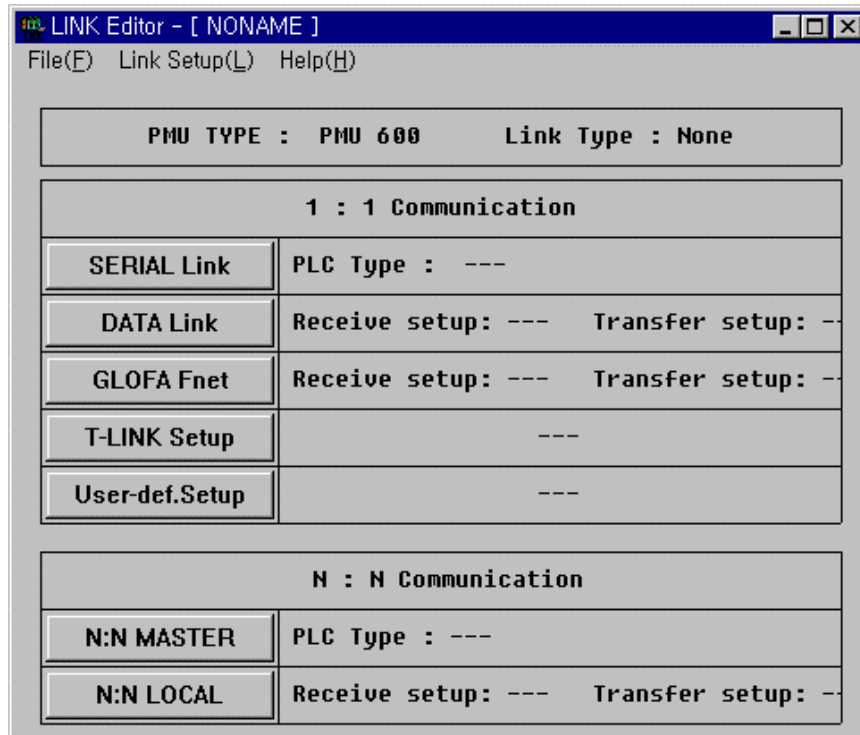 LINK Editor - [ NONAME ]
File(F) Link Setup(L) Help(H)
PMU TYPE : PMU 600 Link Type : None
1 : 1 Communication
SERIAL Link PLC Type : ---
DATA Link Receive setup: --- Transfer setup: --
GLOFA Fnet Receive setup: --- Transfer setup: --
T-LINK Setup ---
User-def.Setup ---
N : N Communication
N:N MASTER PLC Type : ---
N:N LOCAL Receive setup: --- Transfer setup: --